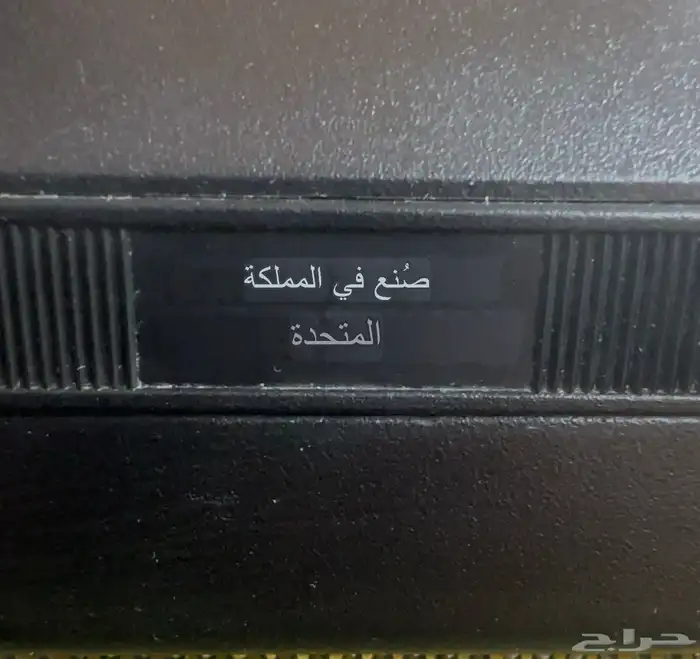 صُنع في المملكة
المتحدة
حراج